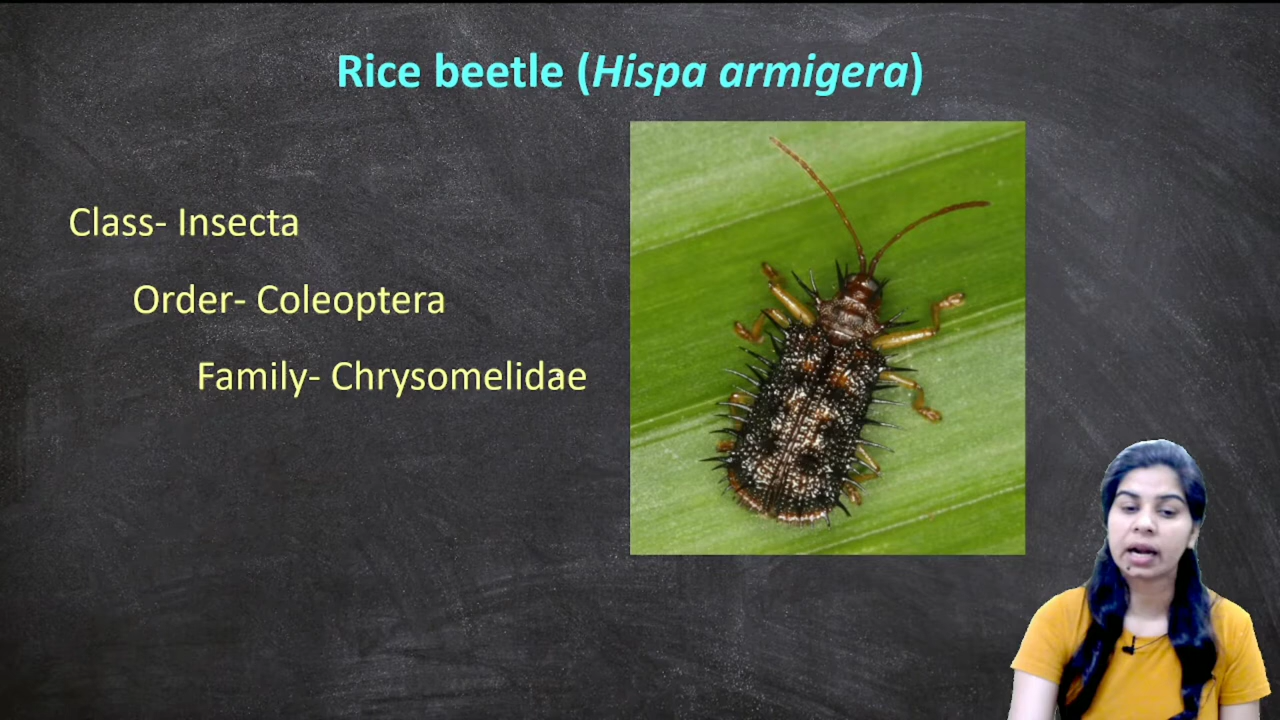 Rice beetle (Hispa armigera)
Class- Insecta
Order- Coleoptera
Family- Chrysomelidae